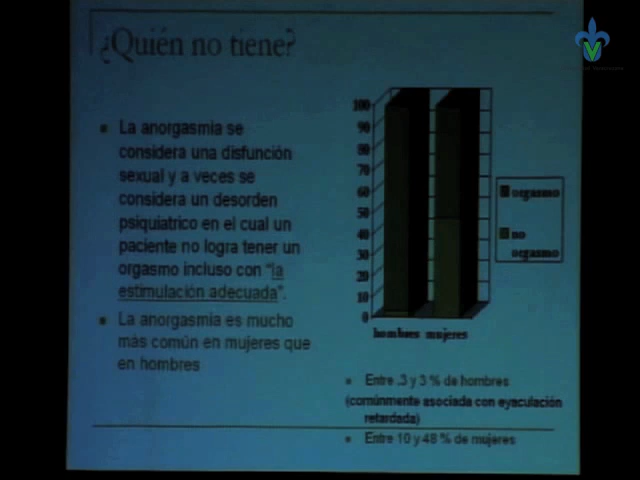 ¿Quién no tiene?
La anorgasmia se
considera una disfunción
sexual y a veces se
considera un desorden
psiquiatrico en el cual un
paciente no logra tener un
orgasmo incluso con "la
estimulación adecuada".
La anorgasmia es mucho
más común en mujeres que
en hombres
100
90
80
70
60
50
40
30
20
10
0
hombres mujeres
orgasmo
no
orgasmo
Entre .3 y 3 % de hombres
(comúnmente asociada con eyaculación
retardada)
Entre 10 y 48 % de mujeres